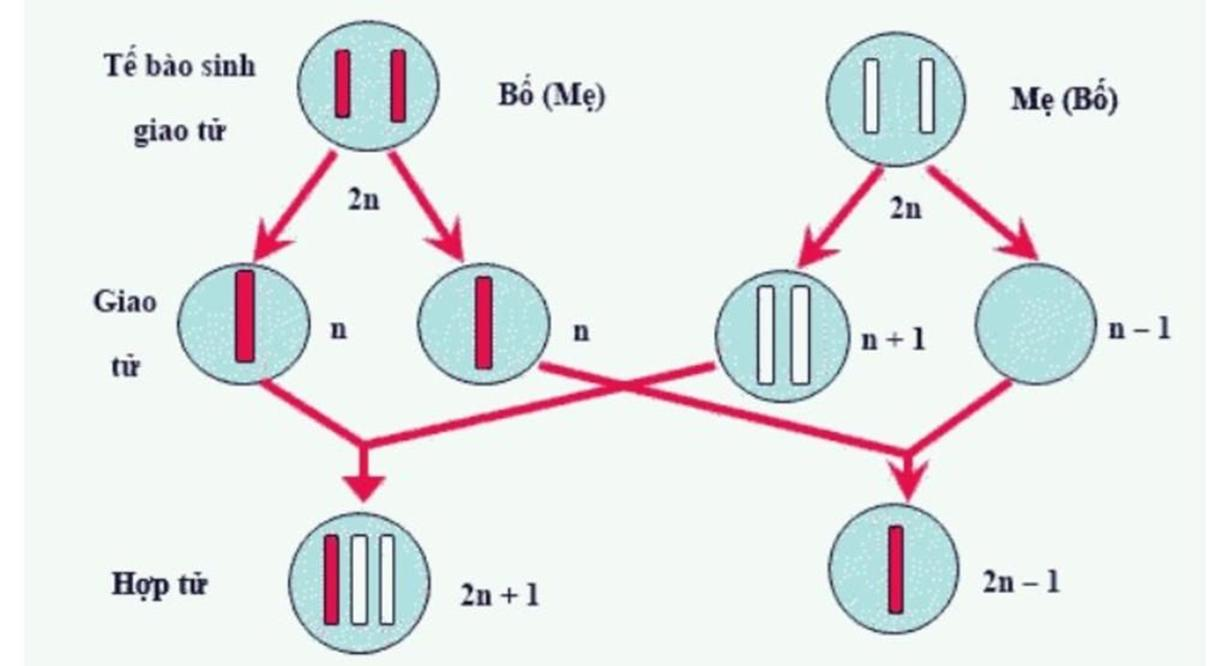 Tế bào sinh
giao tử
Bố (Mẹ)
Mẹ (Bố)
2n
2n
Giao
tử
n
n
n + 1
n – 1
Hợp tử
2n + 1
2n – 1